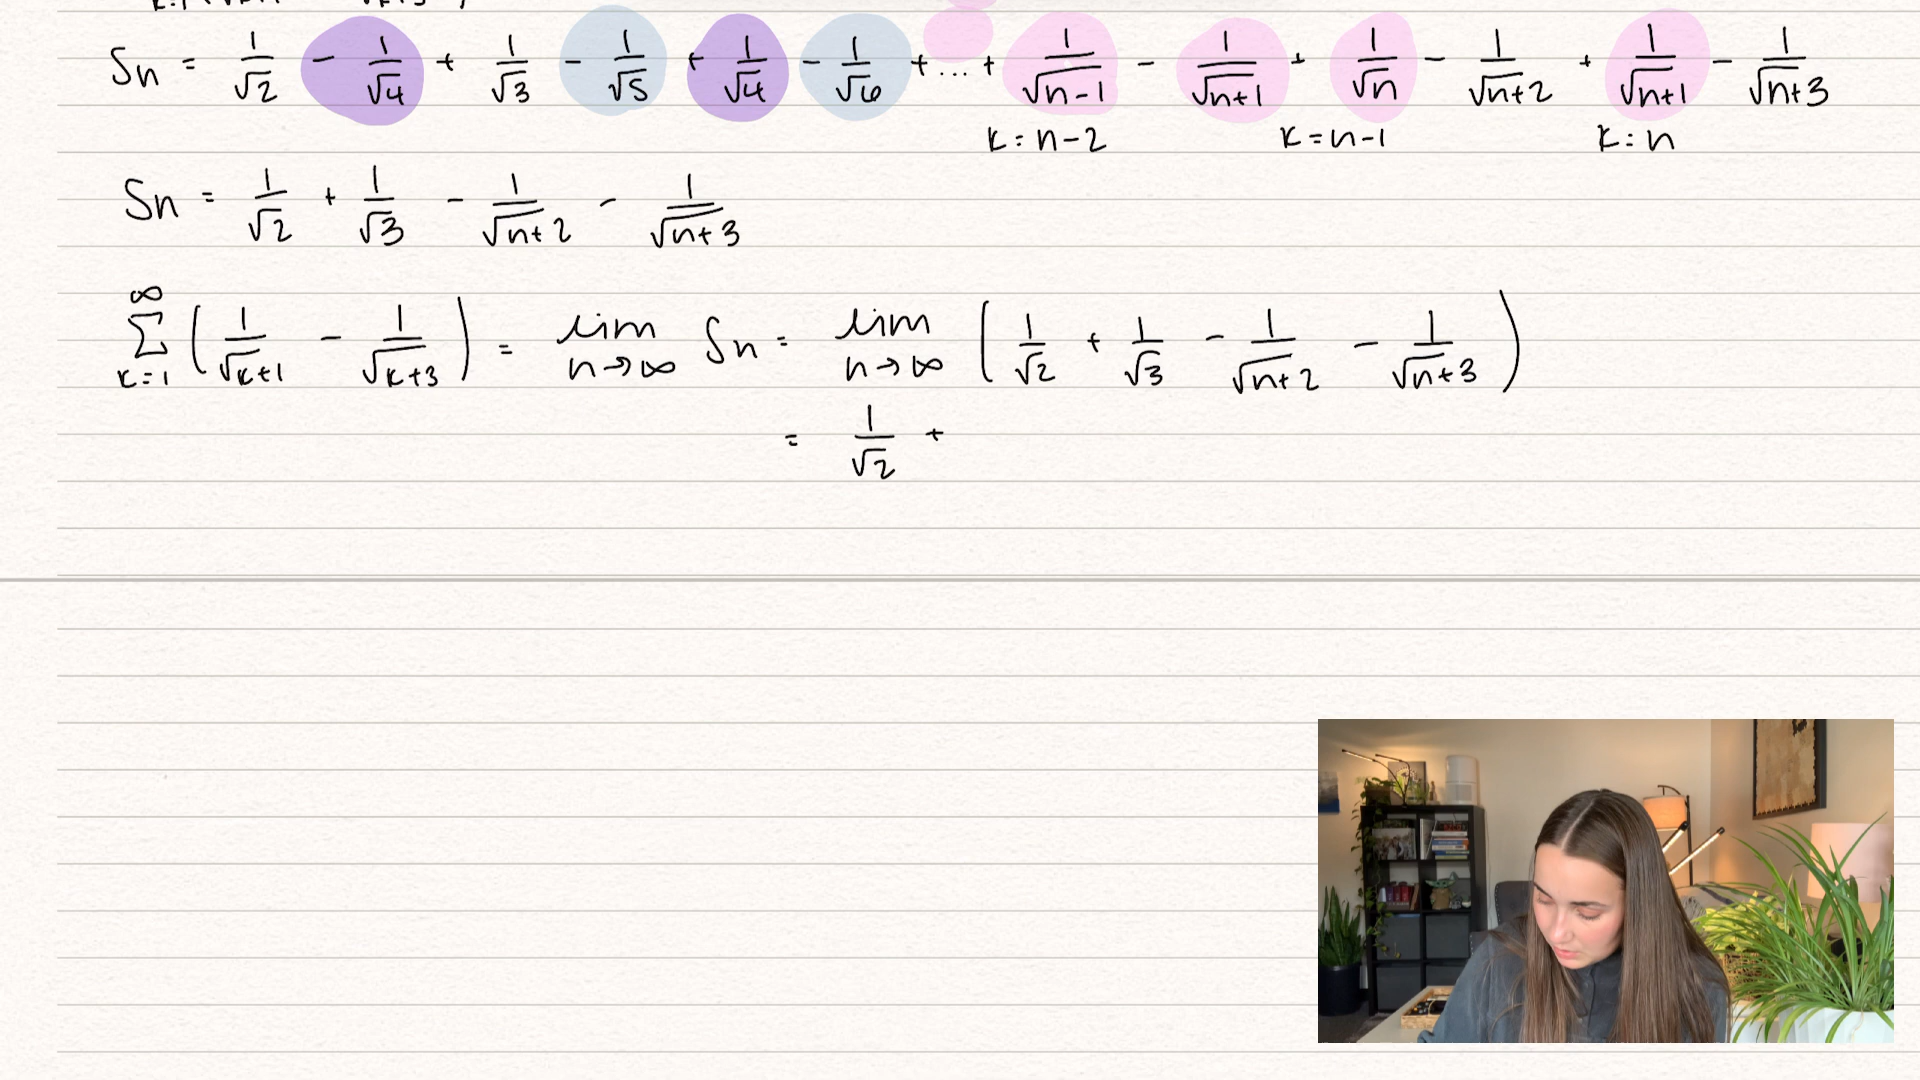 Sn = 1/√2 - 1/√4 + 1/√3 - 1/√5 + 1/√4 - 1/√6 + ... + 1/√n-1 - 1/√n+1 + 1/√n - 1/√n+2 + 1/√n+1 - 1/√n+3
k=n-2 k=n-1 k=n
Sn = 1/√2 + 1/√3 - 1/√n+2 - 1/√n+3
∞ Σ k=1 (1/√k+1 - 1/√k+3) = lim n→∞ Sn = lim n→∞ (1/√2 + 1/√3 - 1/√n+2 - 1/√n+3)
= 1/√2 +